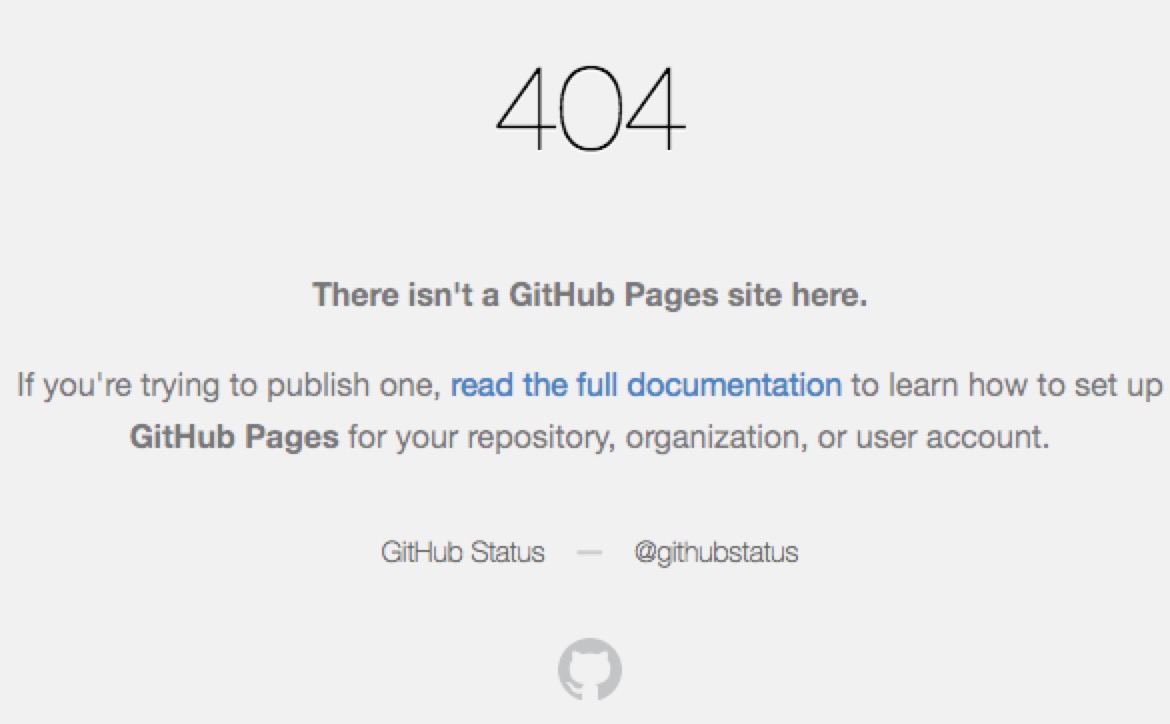 404
There isn't a GitHub Pages site here.
If you're trying to publish one, read the full documentation to learn how to set up
GitHub Pages for your repository, organization, or user account.
GitHub Status — @githubstatus